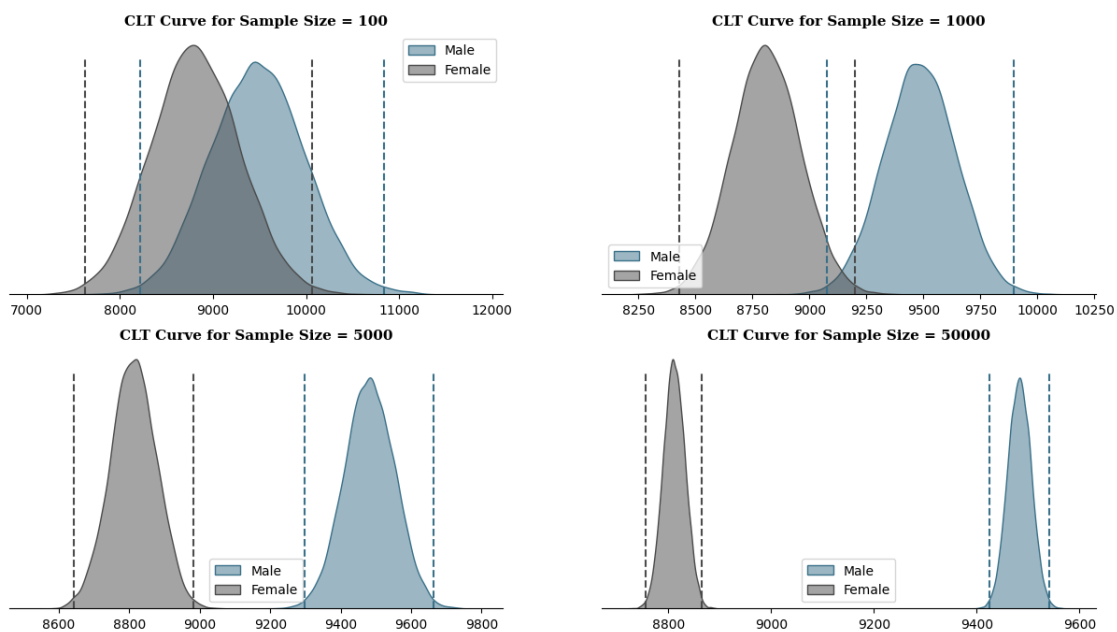 CLT Curve for Sample Size = 100
Male
Female
7000 8000 9000 10000 11000 12000
CLT Curve for Sample Size = 1000
Male
Female
8250 8500 8750 9000 9250 9500 9750 10000 10250
CLT Curve for Sample Size = 5000
Male
Female
8600 8800 9000 9200 9400 9600 9800
CLT Curve for Sample Size = 50000
Male
Female
8800 9000 9200 9400 9600